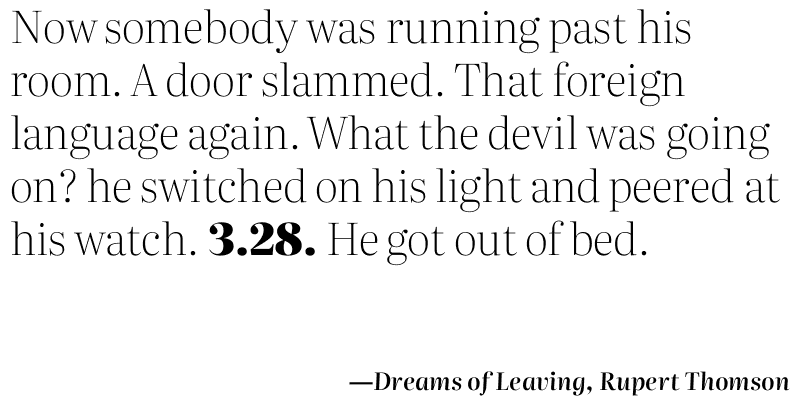 Now somebody was running past his
room. A door slammed. That foreign
language again. What the devil was going
on? he switched on his light and peered at
his watch. 3.28. He got out of bed.
—Dreams of Leaving, Rupert Thomson